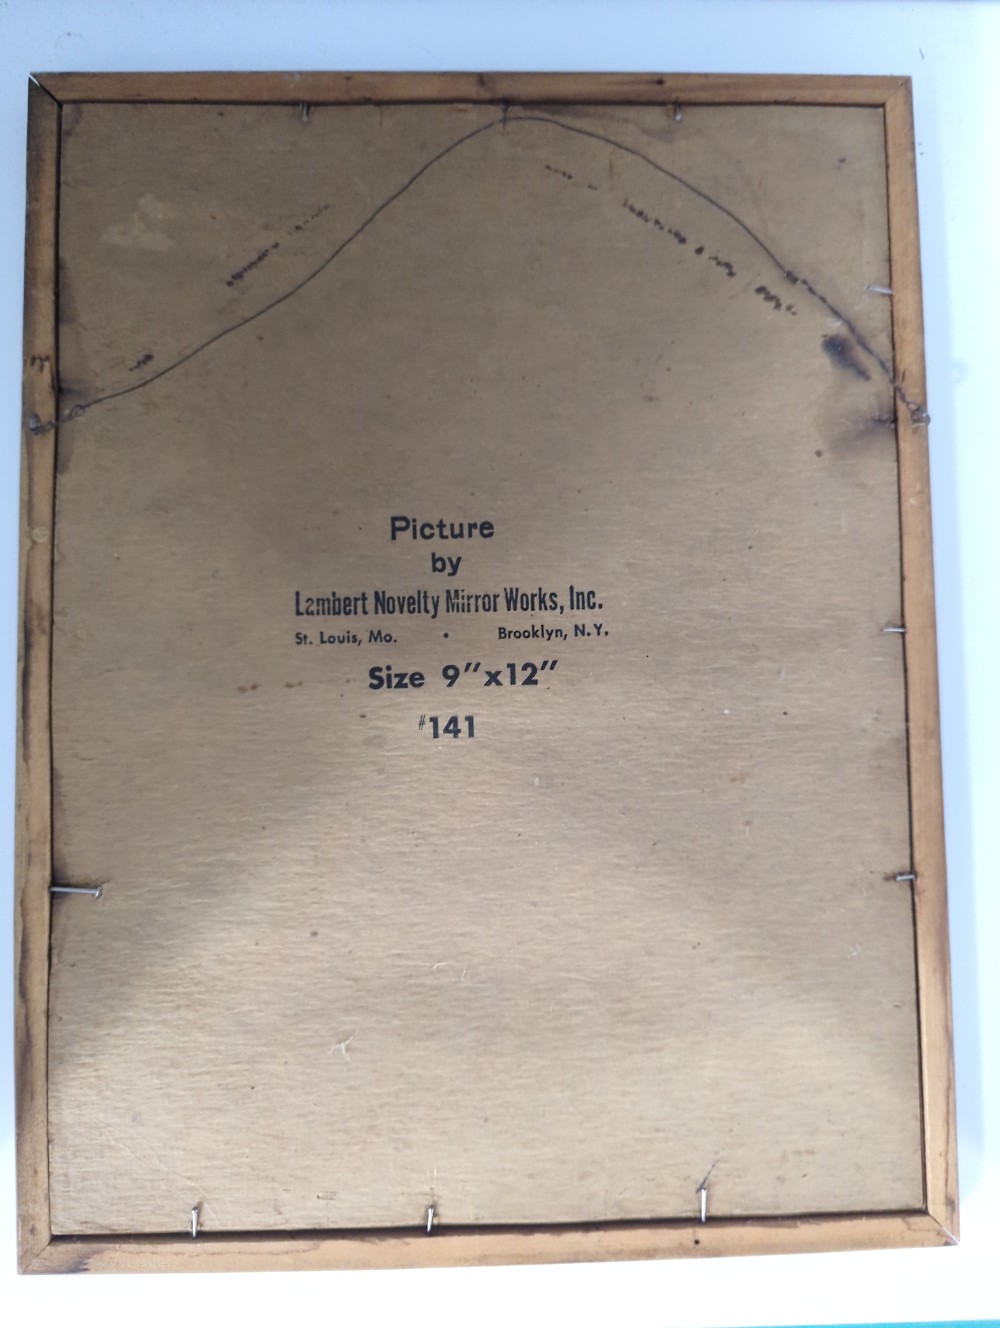 Picture
by
Lambert Novelty Mirror Works, Inc.
St. Louis, Mo. • Brooklyn, N.Y.
Size 9"x12"
#141